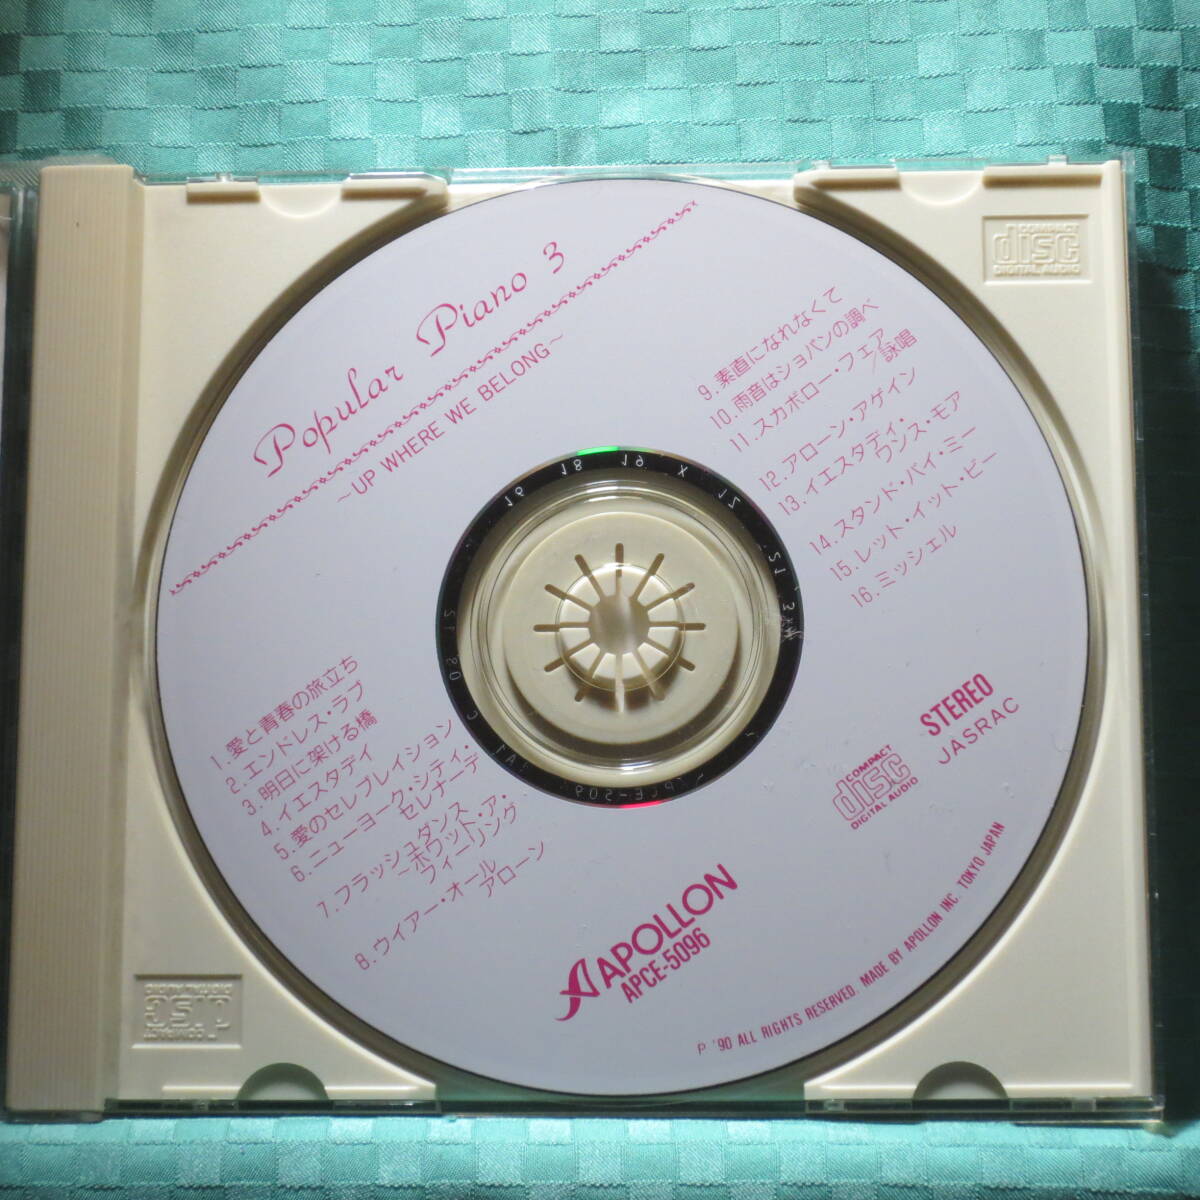 Popular Piano 3
~UP WHERE WE BELONG~
1.愛と青春の旅立ち
2.エンドレス・ラブ
3.明日に架ける橋
4.イエスタデイ
5.愛のセレブレイション
6.ニューヨーク・シティ・
セレナーデ
7.フラッシュダンス
~ホワット・ア・
フィーリング
8.ウイアー・オール
アローン
9.素直になれなくて
10.雨音はショパンの調べ
11.スカボロー・フェア
/詠唱
12.アローン・アゲイン
13.イエスタデイ・
ワンス・モア
14.スタンド・バイ・ミー
15.レット・イット・ビー
16.ミッシェル
STEREO
JASRAC
COMPACT
disc
DIGITAL AUDIO
APOLLON
APCE-5096
P '90 ALL RIGHTS RESERVED. MADE BY APOLLON INC. TOKYO JAPAN
COMPACT
disc
DIGITAL AUDIO
COMPACT
disc
DIGITAL AUDIO